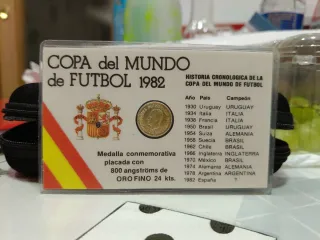 COPA del MUNDO
de FUTBOL 1982
Medalla conmemorativa
placada con
800 angströms de
ORO FINO 24 kts.
HISTORIA CRONOLOGICA DE LA
COPA DEL MUNDO DE FUTBOL
Año País Campeón
1930 Uruguay URUGUAY
1934 Italia ITALIA
1938 Francia ITALIA
1950 Brasil URUGUAY
1954 Suiza ALEMANIA
1958 Suecia BRASIL
1962 Chile BRASIL
1966 Inglaterra INGLATERRA
1970 México BRASIL
1974 Alemania ALEMANIA
1978 Argentina ARGENTINA
1982 España ?